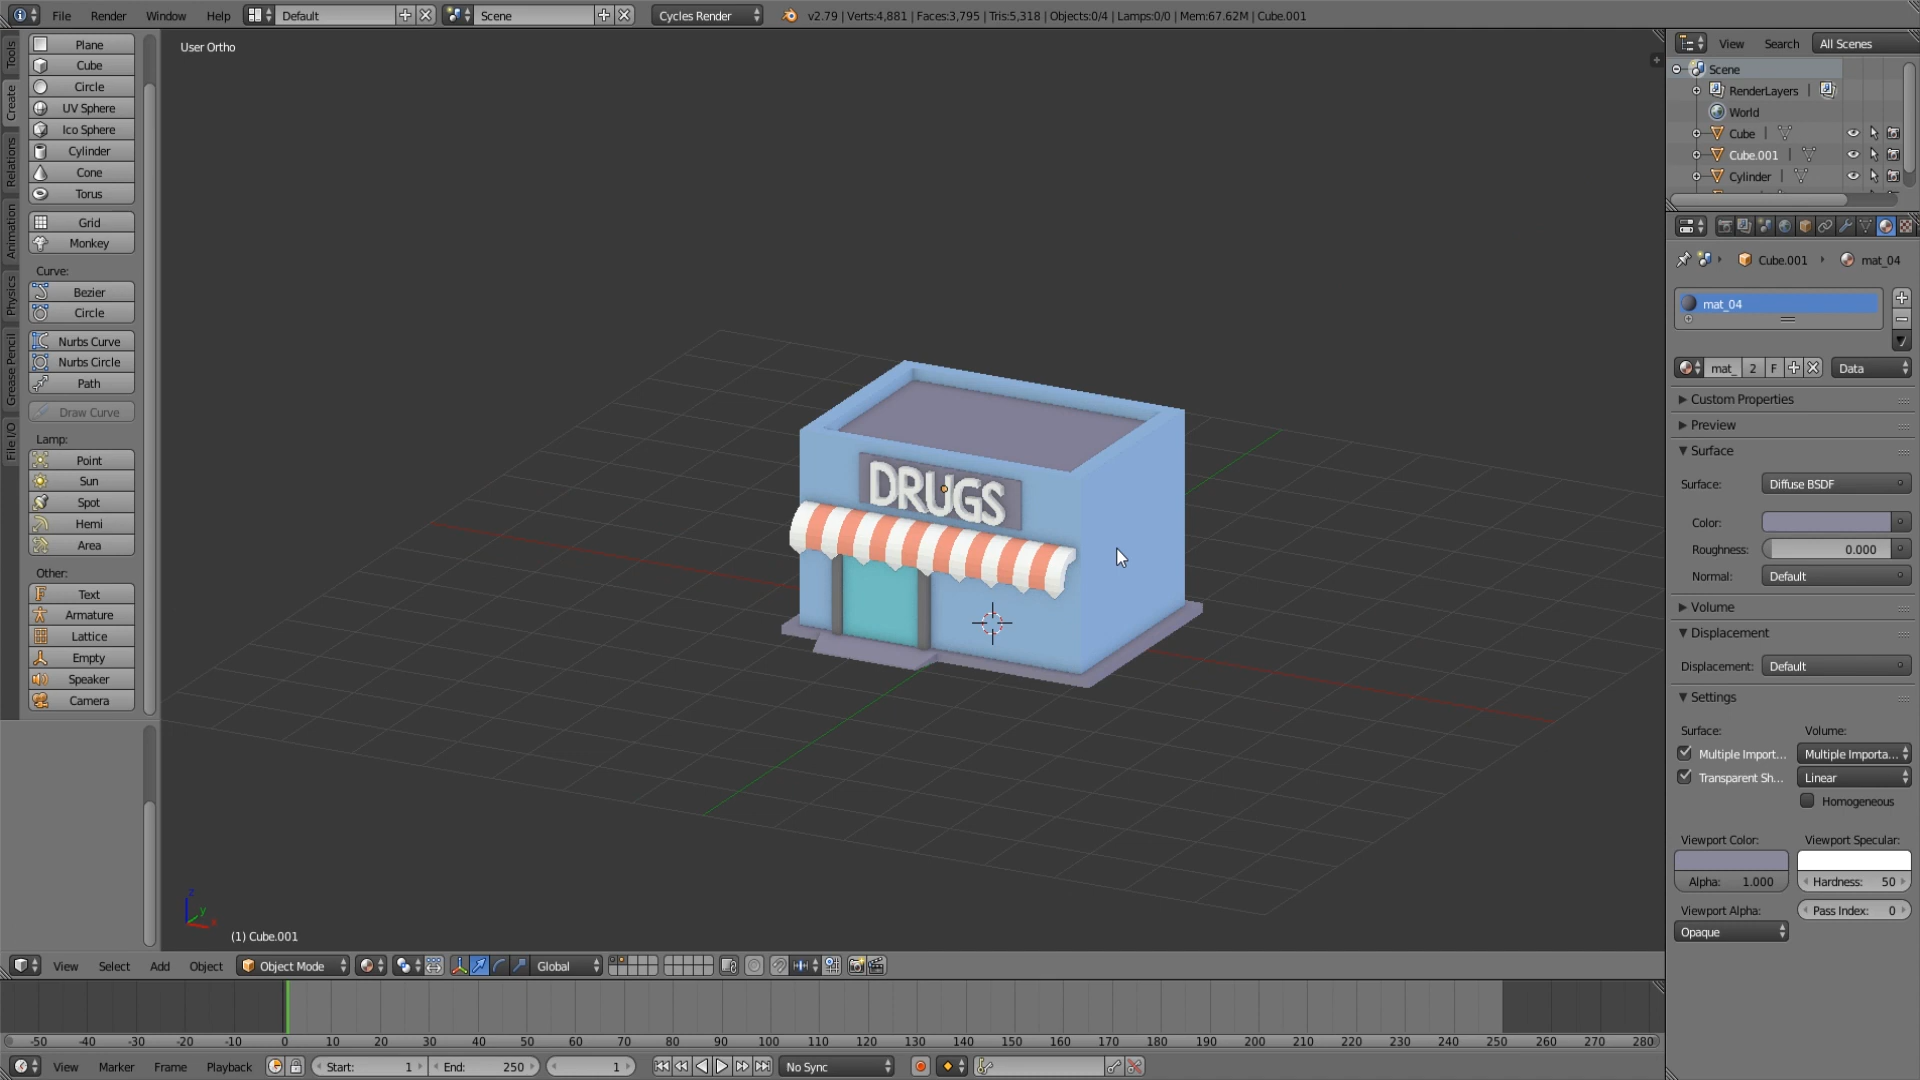 File Render Window Help Default Scene Cycles Render v2.79 | Verts:4,881 | Faces:3,795 | Tris:5,318 | Objects:0/4 | Lamps:0/0 | Mem:67.62M | Cube.001
Tools
Create
Relations
Animation
Physics
Grease Pencil
File I/O
Plane
Cube
Circle
UV Sphere
Ico Sphere
Cylinder
Cone
Torus
Grid
Monkey
Curve:
Bezier
Circle
Nurbs Curve
Nurbs Circle
Path
Draw Curve
Lamp:
Point
Sun
Spot
Hemi
Area
Other:
Text
Armature
Lattice
Empty
Speaker
Camera
User Ortho
DRUGS
z
y
x
(1) Cube.001
View Search All Scenes
Scene
RenderLayers |
World
Cube |
Cube.001 |
Cylinder |
Cube.001 mat_04
mat_04
mat_ 2 F Data
Custom Properties
Preview
Surface
Surface: Diffuse BSDF
Color:
Roughness: 0.000
Normal: Default
Volume
Displacement
Displacement: Default
Settings
Surface: Volume:
Multiple Import... Multiple Importa...
Transparent Sh... Linear
Homogeneous
Viewport Color: Viewport Specular:
Alpha: 1.000 Hardness: 50
Viewport Alpha: Pass Index: 0
Opaque
View Select Add Object Object Mode Global
-50 -40 -30 -20 -10 0 10 20 30 40 50 60 70 80 90 100 110 120 130 140 150 160 170 180 190 200 210 220 230 240 250 260 270 280
View Marker Frame Playback Start: 1 End: 250 1 No Sync